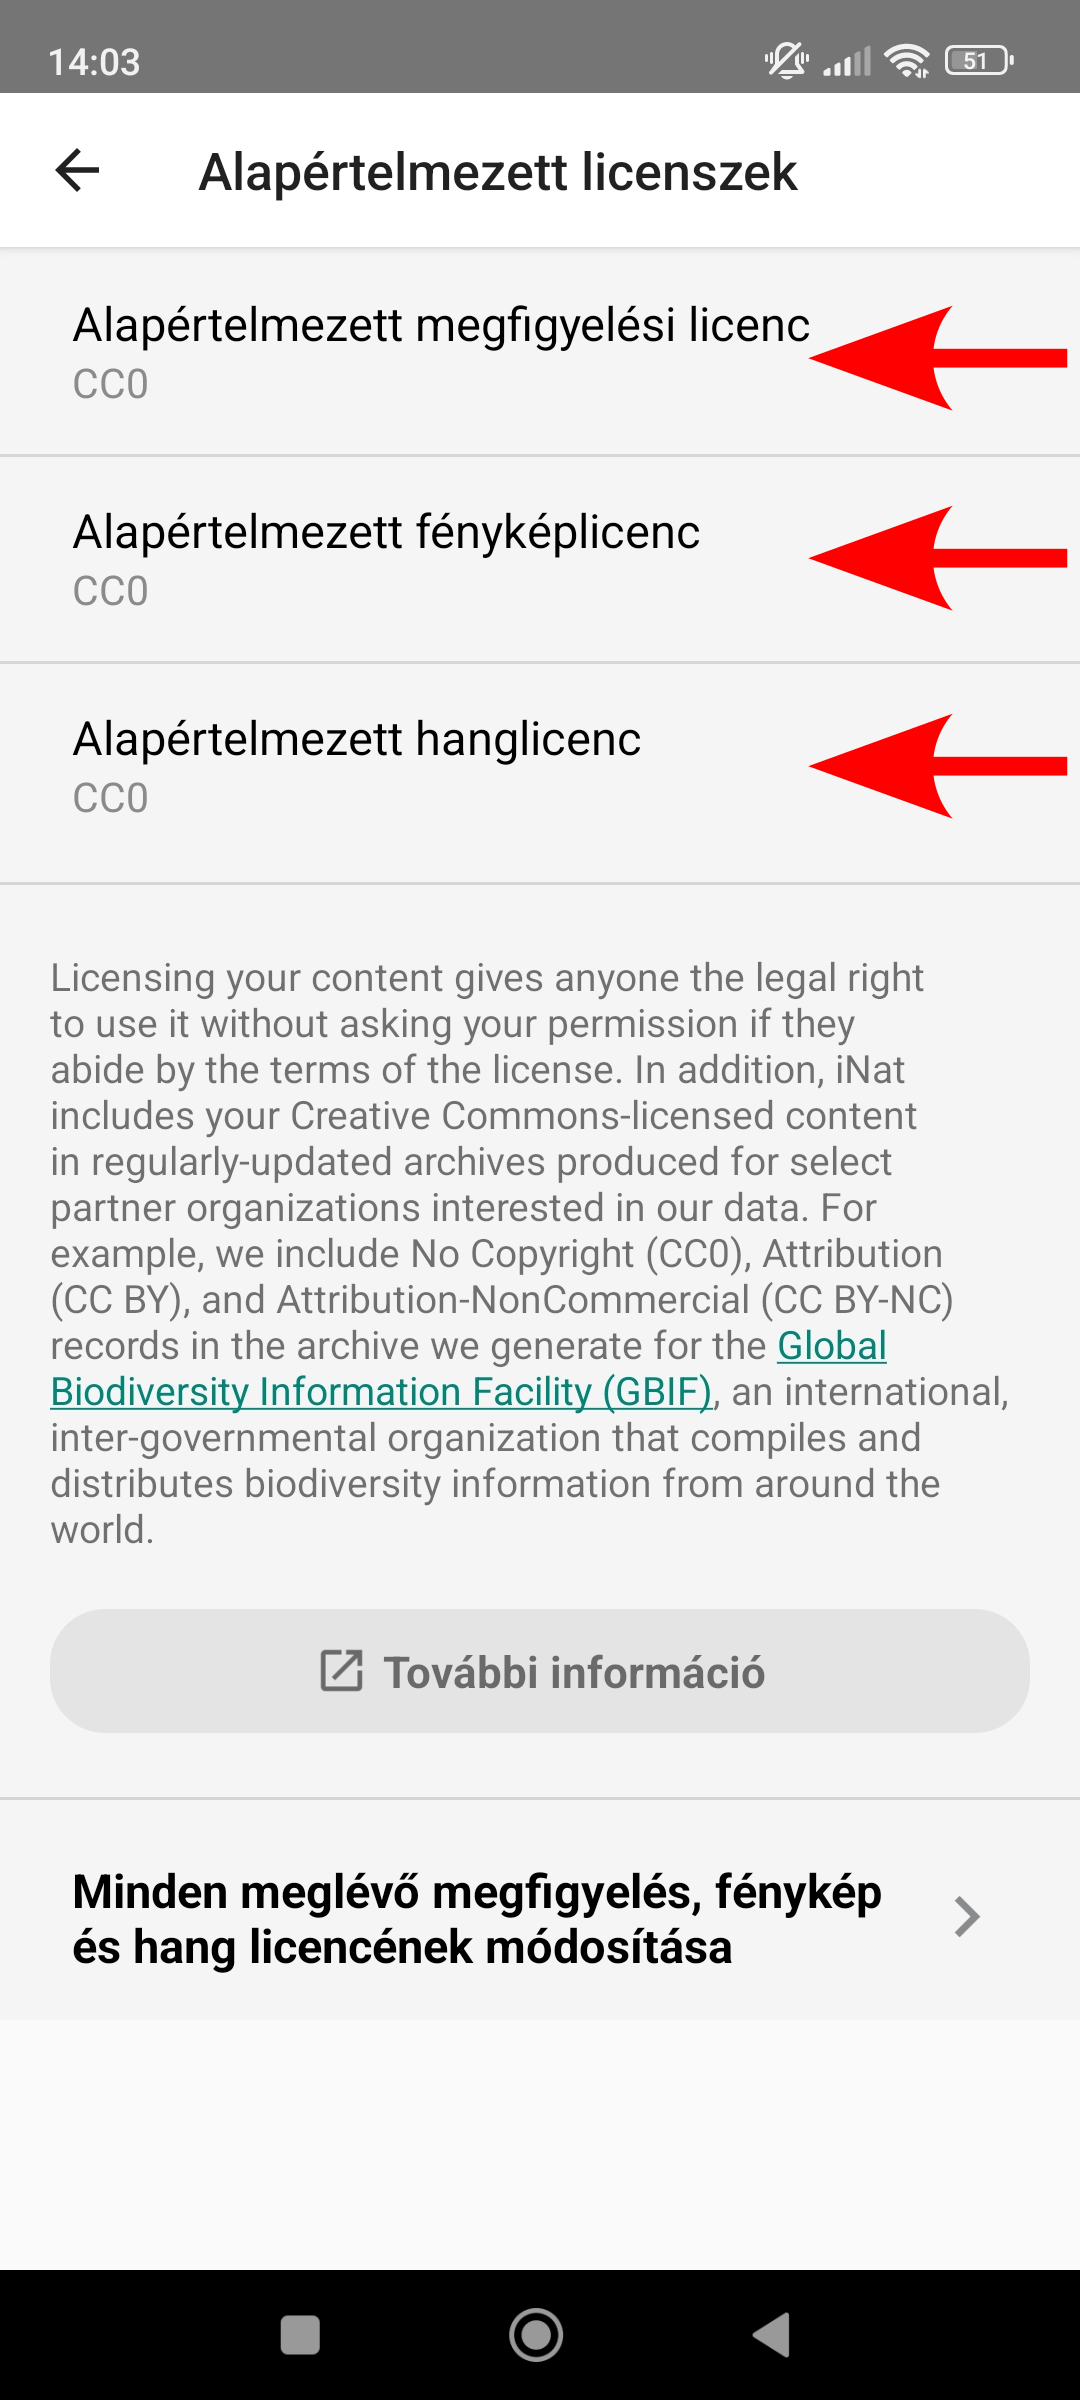 14:03
51
Alapértelmezett licenszek
Alapértelmezett megfigyelési licenc
CC0
Alapértelmezett fényképlicenc
CC0
Alapértelmezett hanglicenc
CC0
Licensing your content gives anyone the legal right
to use it without asking your permission if they
abide by the terms of the license. In addition, iNat
includes your Creative Commons-licensed content
in regularly-updated archives produced for select
partner organizations interested in our data. For
example, we include No Copyright (CC0), Attribution
(CC BY), and Attribution-NonCommercial (CC BY-NC)
records in the archive we generate for the Global
Biodiversity Information Facility (GBIF), an international,
inter-governmental organization that compiles and
distributes biodiversity information from around the
world.
További információ
Minden meglévő megfigyelés, fénykép
és hang licencének módosítása